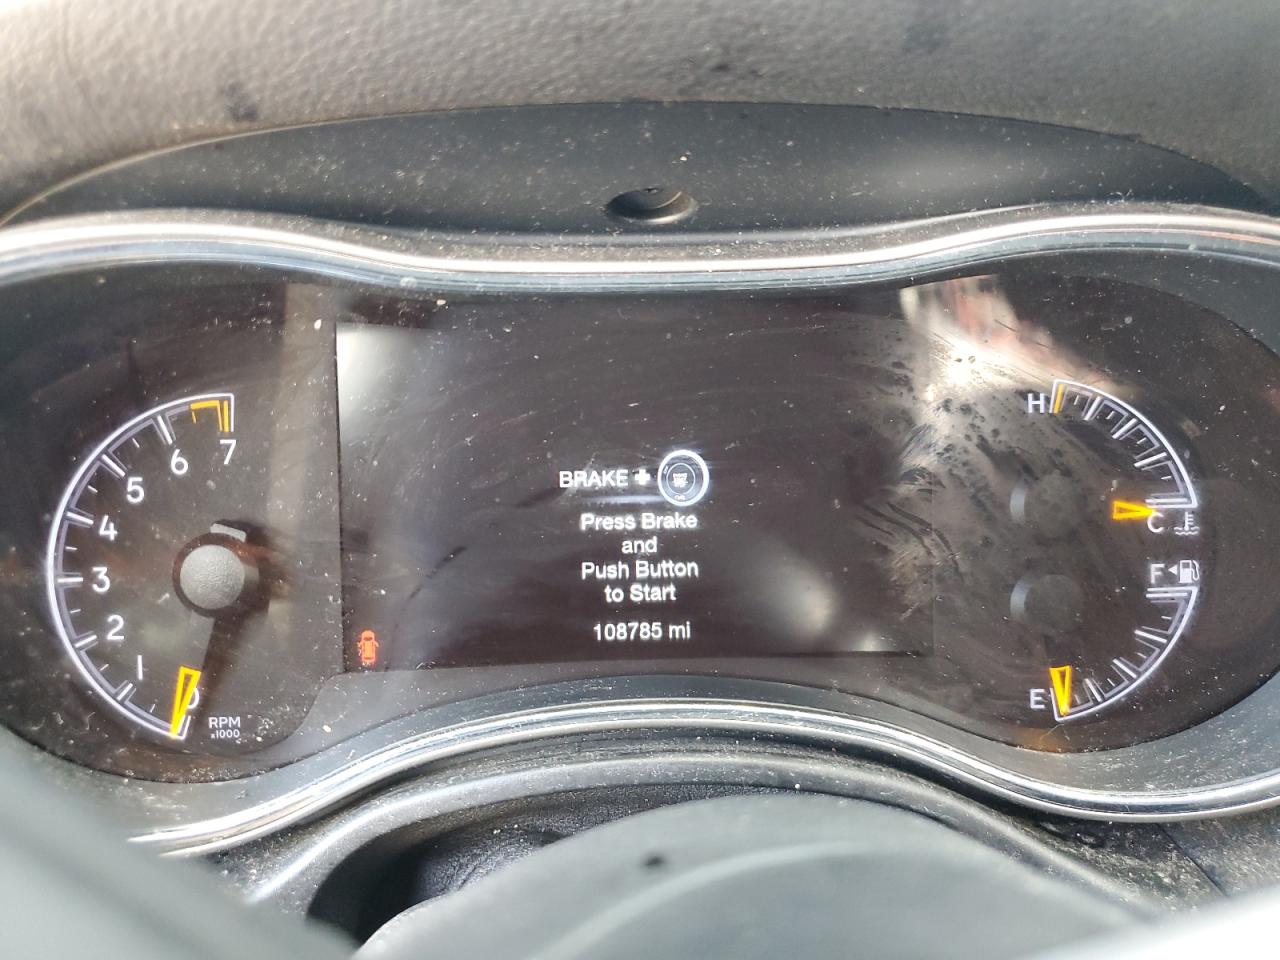 7
6
5
4
3
2
1
0
RPM
x1000
BRAKE +
Press Brake
and
Push Button
to Start
108785 mi
H
C
F
E